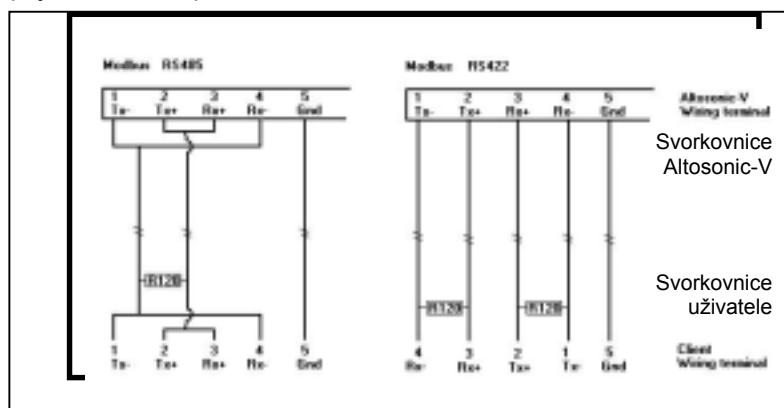 Modbus RS485
1 2 3 4 5
Tx- Tx+ Rx+ Rx- Gnd
R120
1 2 3 4 5
Tx- Tx+ Rx+ Rx- Gnd
Modbus RS422
1 2 3 4 5
Tx- Tx+ Rx+ Rx- Gnd
R120 R120
4 3 2 1 5
Rx- Rx+ Tx+ Tx- Gnd
Altosonic-V
Wiring terminal
Svorkovnice
Altosonic-V
Svorkovnice
uživatele
Client
Wiring terminal